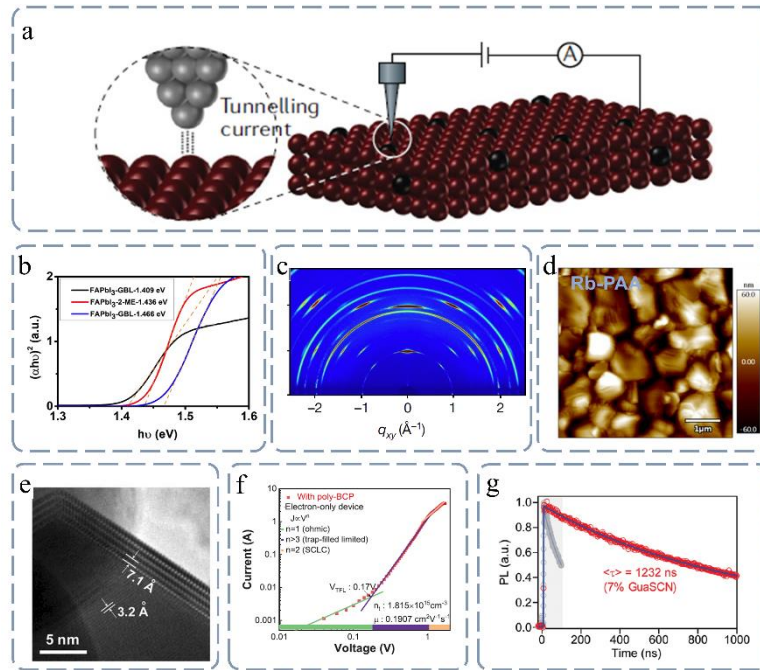 a
Tunnelling
current
A
b
FAPbI3-GBL-1.409 eV
FAPbI3-2-ME-1.436 eV
FAPbI3-GBL-1.466 eV
(αhυ)² (a.u.)
2
1
0
1.3 1.4 1.5 1.6
hυ (eV)
c
-2 -1 0 1 2
qxy (Å⁻¹)
d
Rb-PAA
1µm
nm
60.0
0.00
-60.0
e
7.1 Å
3.2 Å
5 nm
f
With poly-BCP
Electron-only device
J∝Vⁿ
n=1 (ohmic)
n>3 (trap-filled limited)
n=2 (SCLC)
VTFL: 0.17V
nt : 1.815×10¹⁶cm⁻³
µ : 0.1907 cm²V⁻¹s⁻¹
Current (A)
10
1
0.1
0.01
0.001
0.01 0.1 1
Voltage (V)
g
PL (a.u.)
1.0
0.8
0.6
0.4
0.2
0.0
<τ> = 1232 ns
(7% GuaSCN)
0 200 400 600 800 1000
Time (ns)